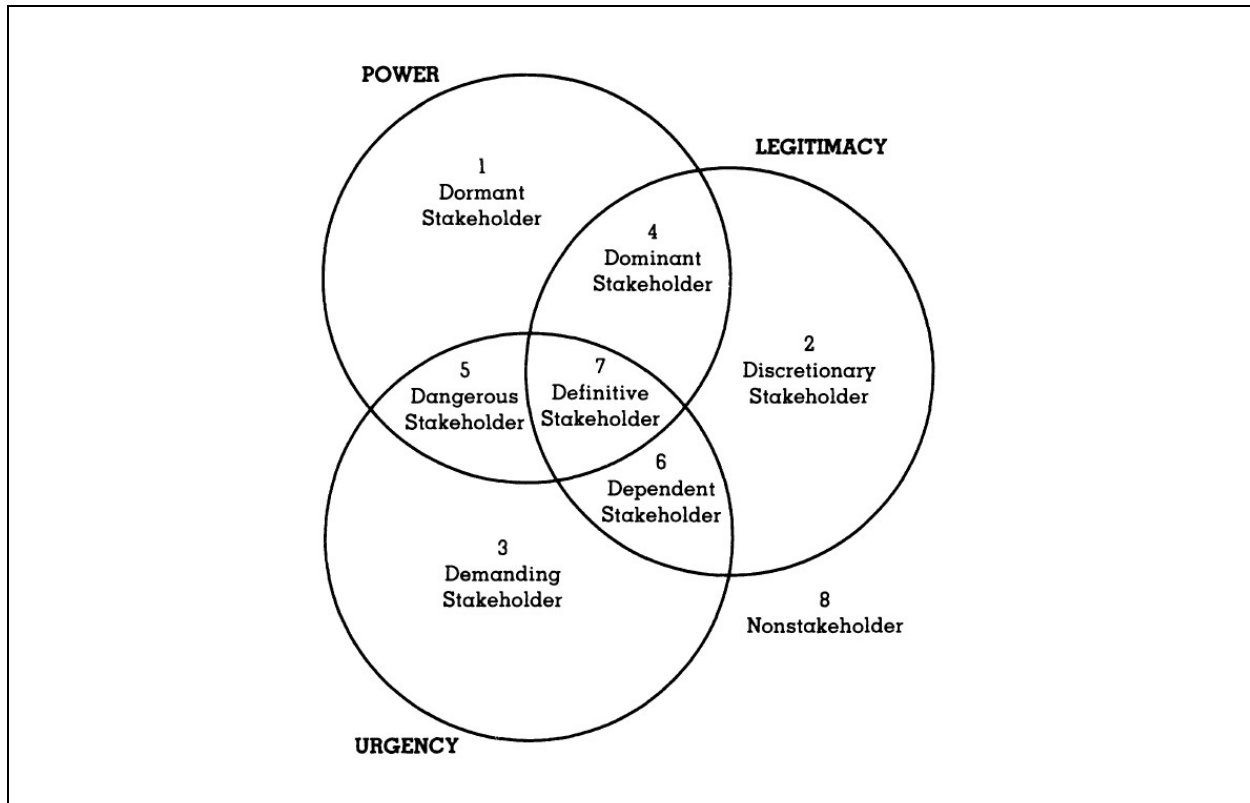 POWER
LEGITIMACY
1
Dormant
Stakeholder
4
Dominant
Stakeholder
2
Discretionary
Stakeholder
5
Dangerous
Stakeholder
7
Definitive
Stakeholder
6
Dependent
Stakeholder
3
Demanding
Stakeholder
8
Nonstakeholder
URGENCY